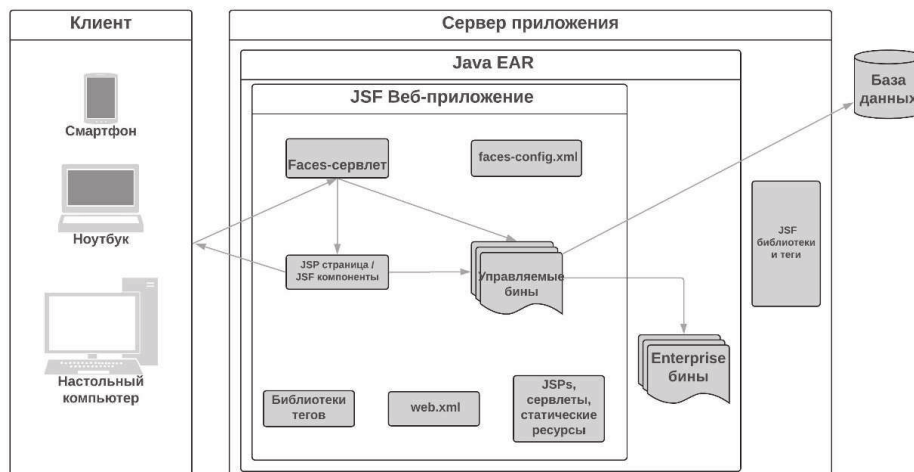 Клиент
Сервер приложения
Java EAR
JSF Веб-приложение
База
данных
Смартфон
Faces-сервлет
faces-config.xml
Ноутбук
JSF
библиотеки
и теги
JSP страница /
JSF компоненты
Управляемые
бины
Enterprise
бины
Настольный
компьютер
Библиотеки
тегов
web.xml
JSPs,
сервлеты,
статические
ресурсы